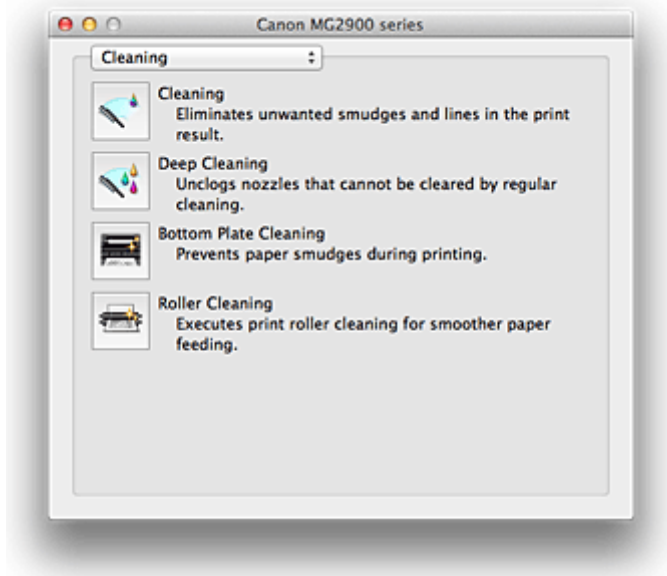 Canon MG2900 series
Cleaning
Cleaning
Eliminates unwanted smudges and lines in the print
result.
Deep Cleaning
Unclogs nozzles that cannot be cleared by regular
cleaning.
Bottom Plate Cleaning
Prevents paper smudges during printing.
Roller Cleaning
Executes print roller cleaning for smoother paper
feeding.